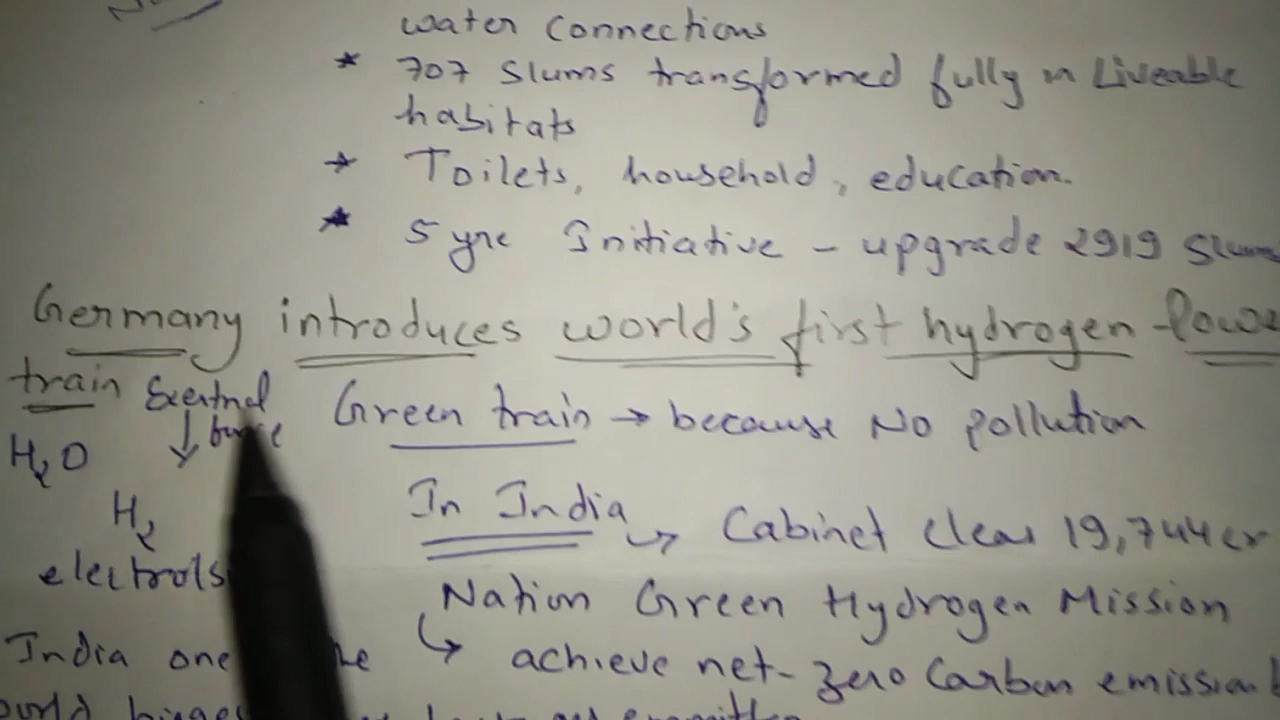 water connections
* 707 Slums transformed fully in Liveable
habitats
* Toilets, household, education.
* 5 yrc Initiative - upgrade 2919
Germany introduces world's first hydrogen -
train Green train → because No pollution
H2O
In India → Cabinet Clear 19,744 cr
H2
Nation Green Hydrogen Mission
India one → achieve net-zero Carbon emission